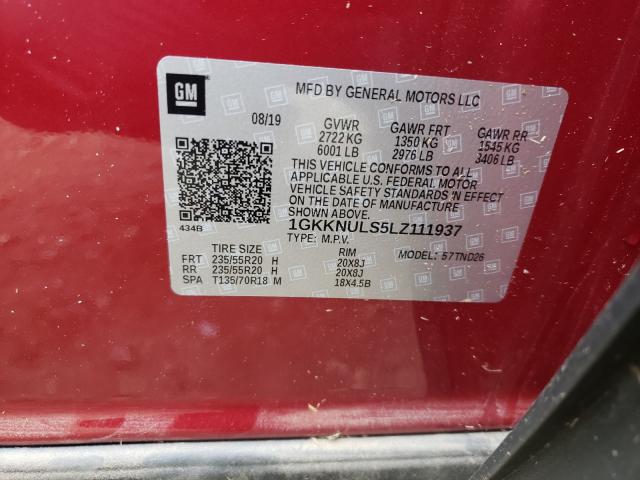 GM
MFD BY GENERAL MOTORS LLC
08/19 GVWR GAWR FRT GAWR RR
2722 KG 1350 KG 1545 KG
6001 LB 2976 LB 3406 LB
THIS VEHICLE CONFORMS TO ALL
APPLICABLE U.S. FEDERAL MOTOR
VEHICLE SAFETY STANDARDS IN EFFECT
ON THE DATE OF MANUFACTURE
SHOWN ABOVE.
434B
1GKKNULS5LZ111937
TYPE: M.P.V. MODEL: 57TND26
TIRE SIZE RIM
FRT 235/55R20 H 20X8J
RR 235/55R20 H 20X8J
SPA T135/70R18 M 18X4.5B